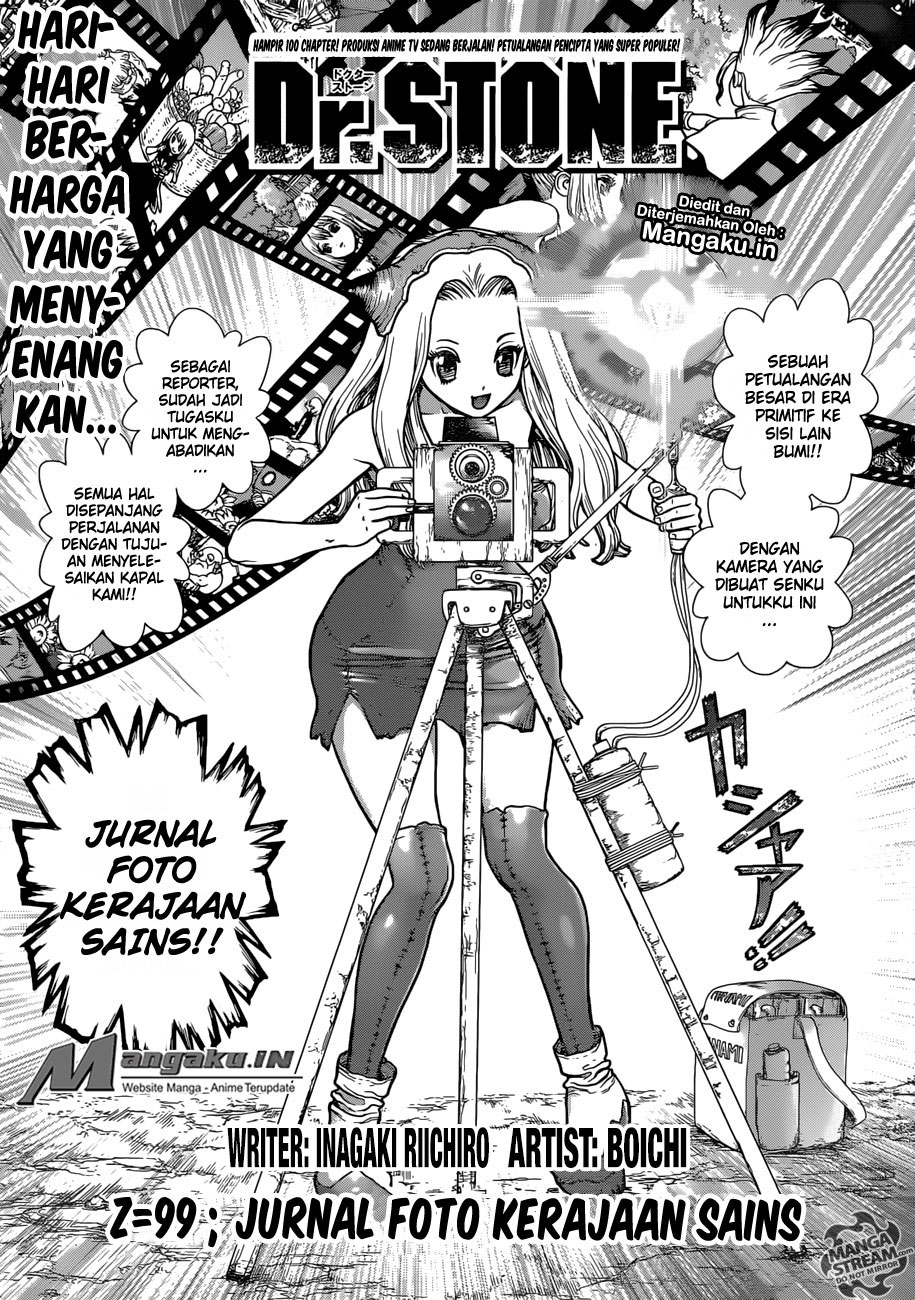 HAMPIR 100 CHAPTER! PRODUKSI ANIME TV SEDANG BERJALAN! PETUALANGAN PENCIPTA YANG SUPER POPULER!
Dr.STONE
ドクター
ストーン
HARI-
HARI
BER-
HARGA
YANG
MENY-
ENANG
KAN...
Diedit dan
Diterjemahkan Oleh :
Mangaku.in
SEBUAH
PETUALANGAN
BESAR DI ERA
PRIMITIF KE
SISI LAIN
BUMI!!
DENGAN
KAMERA YANG
DIBUAT SENKU
UNTUKKU INI
...
SEBAGAI
REPORTER,
SUDAH JADI
TUGASKU
UNTUK MENG-
ABADIKAN
...
SEMUA HAL
DISEPANJANG
PERJALANAN
DENGAN TUJU-
AN MENYELE-
SAIKAN KAPAL
KAMI!!
カシャア!!
JURNAL
FOTO
KERAJAAN
SAINS!!
MINAMI
NAMI
Mangaku.IN
Website Manga - Anime Terupdate
WRITER: INAGAKI RIICHIRO ARTIST: BOICHI
Z=99 ; JURNAL FOTO KERAJAAN SAINS
MANGA
STREAM.com
DO NOT MIRROR!